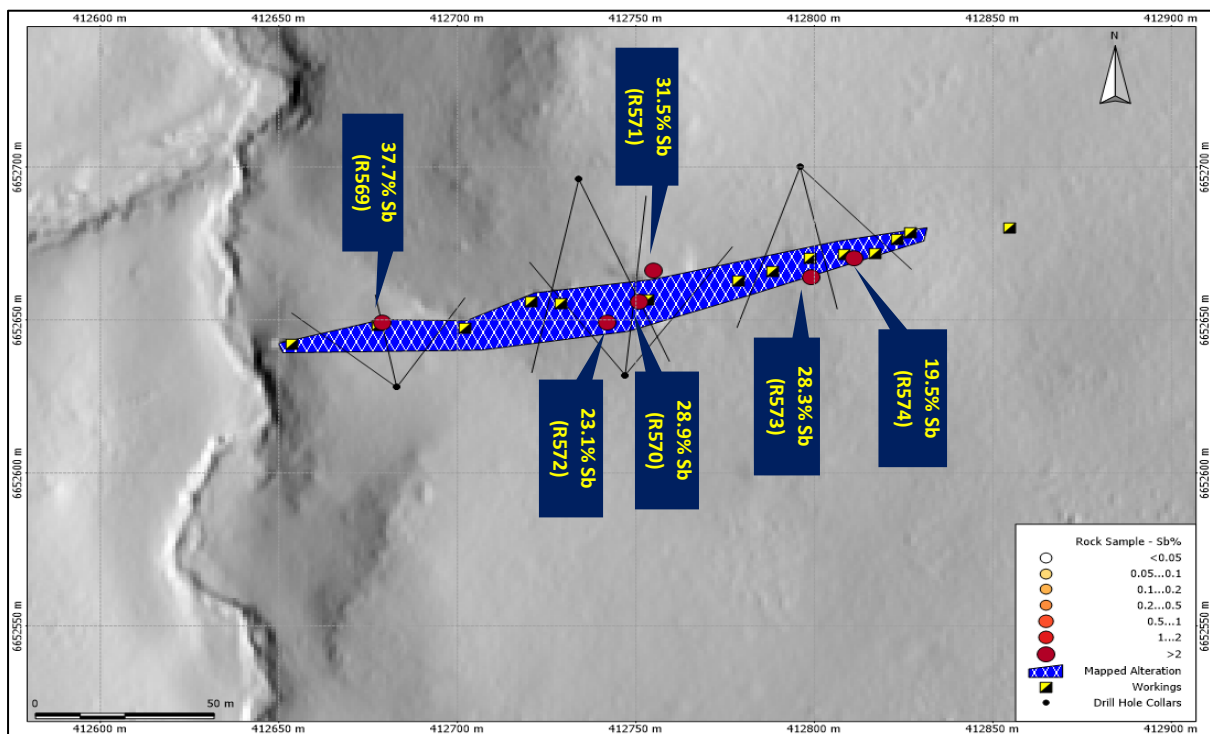 412600 m 412650 m 412700 m 412750 m 412800 m 412850 m 412900 m
N
31.5% Sb
(R571)
37.7% Sb
(R569)
6652700 m 6652700 m
6652650 m 6652650 m
23.1% Sb
(R572)
28.9% Sb
(R570)
28.3% Sb
(R573)
19.5% Sb
(R574)
6652600 m 6652600 m
6652550 m 6652550 m
Rock Sample - Sb%
<0.05
0.05...0.1
0.1...0.2
0.2...0.5
0.5...1
1...2
>2
Mapped Alteration
Workings
Drill Hole Collars
0 50 m
412600 m 412650 m 412700 m 412750 m 412800 m 412850 m 412900 m